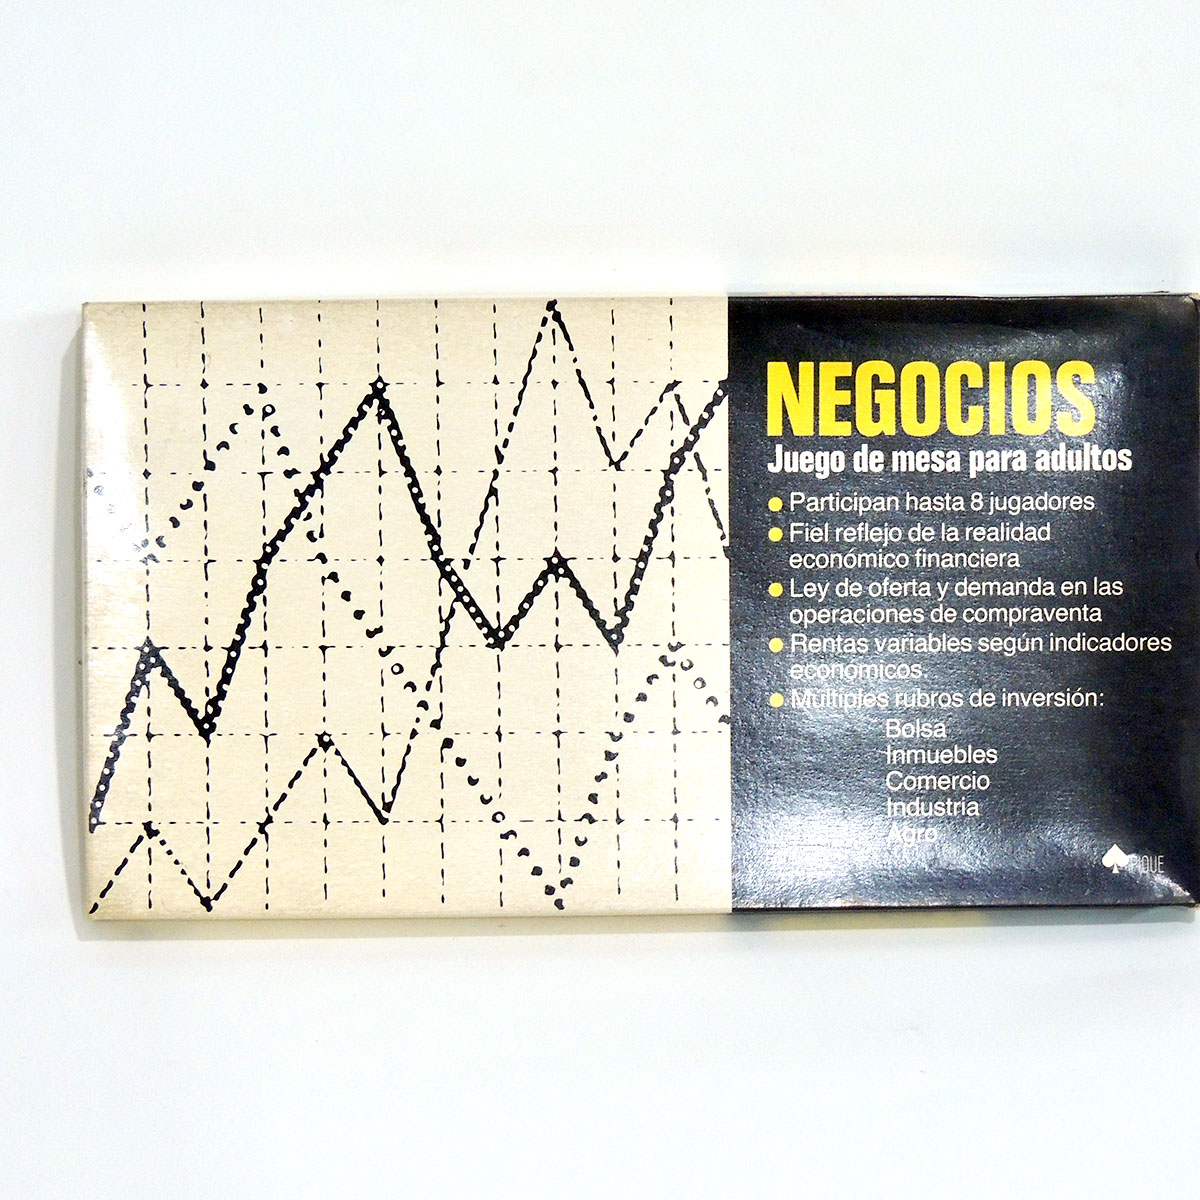 NEGOCIOS
Juego de mesa para adultos
● Participan hasta 8 jugadores
● Fiel reflejo de la realidad
económico financiera
● Ley de oferta y demanda en las
operaciones de compraventa
● Rentas variables según indicadores
económicos.
● Múltiples rubros de inversión:
Bolsa
Inmuebles
Comercio
Industria
Agro
PIQUE